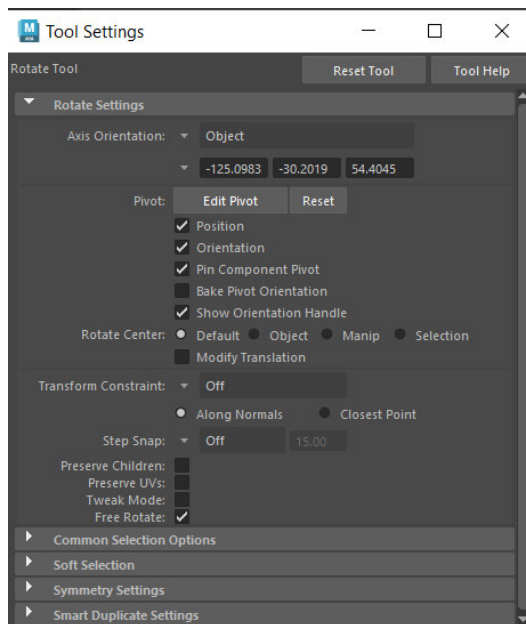 M
Tool Settings
Rotate Tool Reset Tool Tool Help
Rotate Settings
Axis Orientation: Object
-125.0983 -30.2019 54.4045
Pivot: Edit Pivot Reset
Position
Orientation
Pin Component Pivot
Bake Pivot Orientation
Show Orientation Handle
Rotate Center: Default Object Manip Selection
Modify Translation
Transform Constraint: Off
Along Normals Closest Point
Step Snap: Off 15.00
Preserve Children:
Preserve UVs:
Tweak Mode:
Free Rotate:
Common Selection Options
Soft Selection
Symmetry Settings
Smart Duplicate Settings